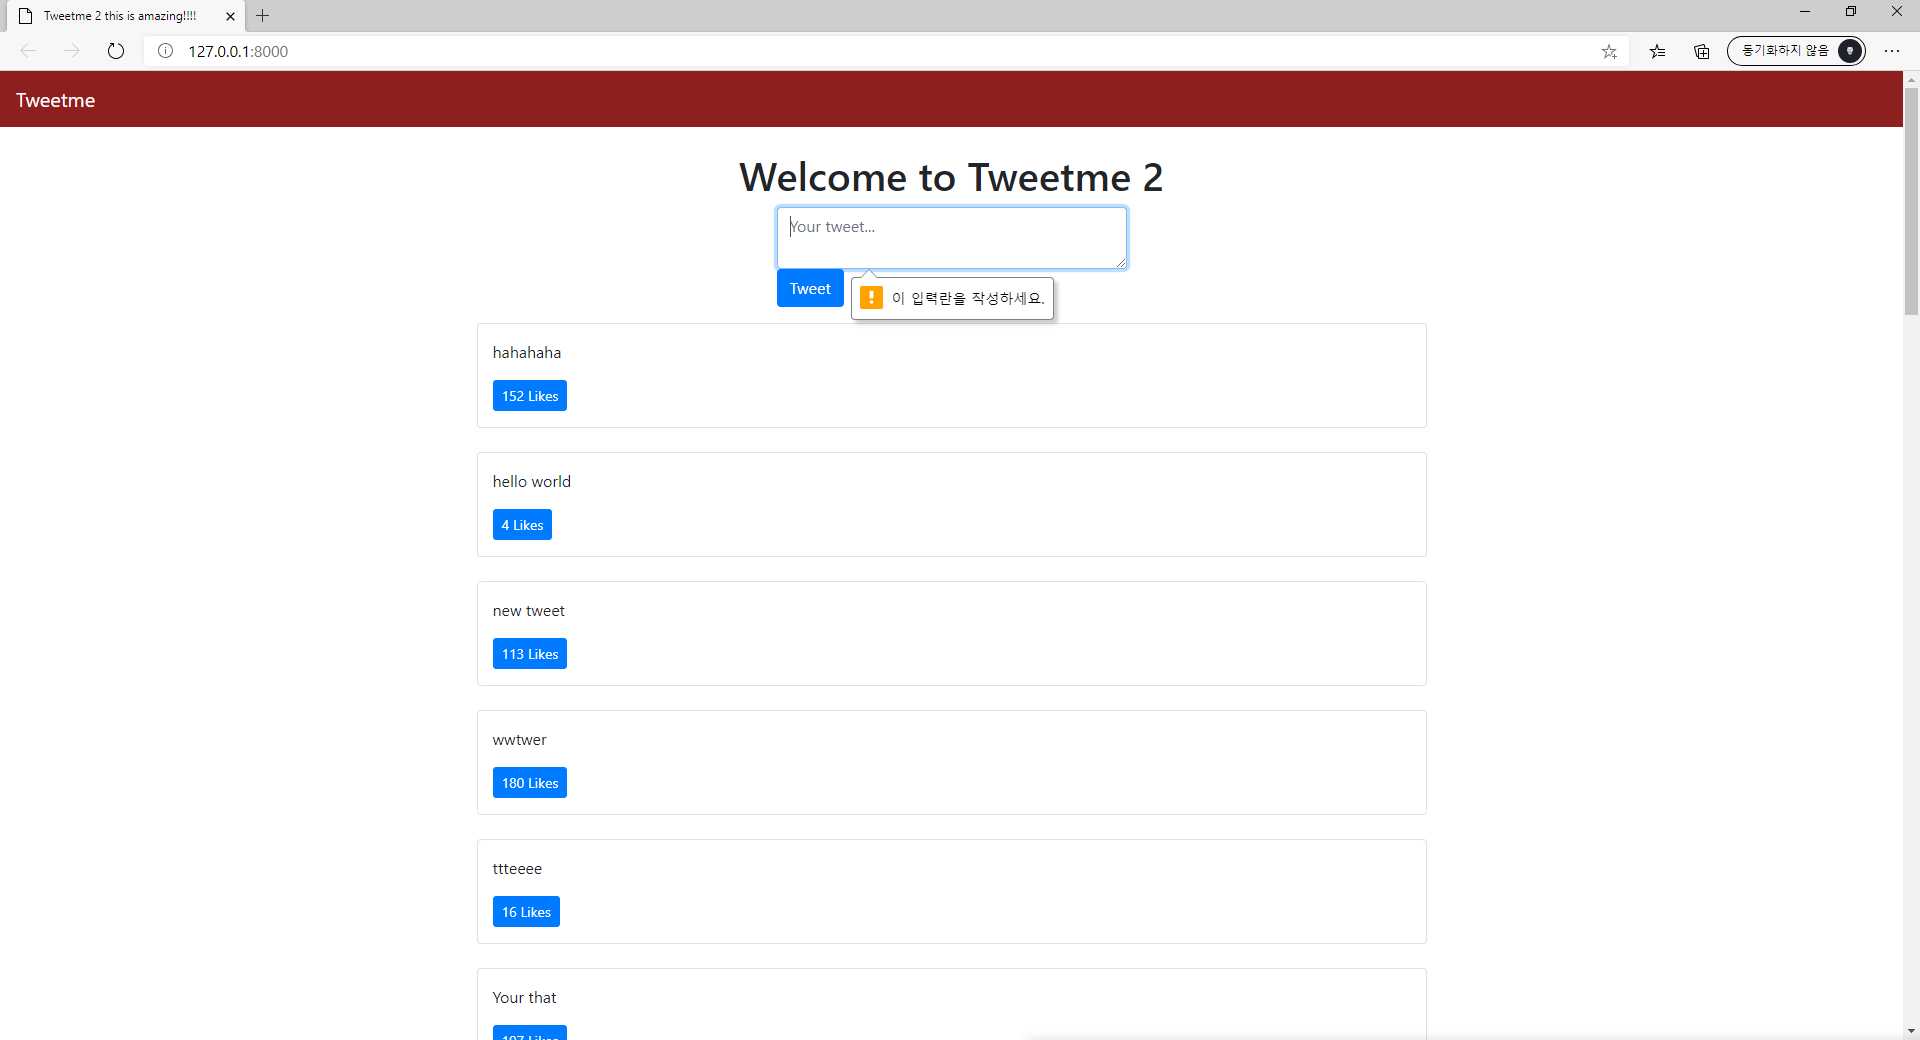 Tweetme 2 this is amazing!!!!
127.0.0.1:8000
동기화하지 않음
Tweetme
Welcome to Tweetme 2
Your tweet...
Tweet
이 입력란을 작성하세요.
hahahaha
152 Likes
hello world
4 Likes
new tweet
113 Likes
wwtwer
180 Likes
ttteeee
16 Likes
Your that